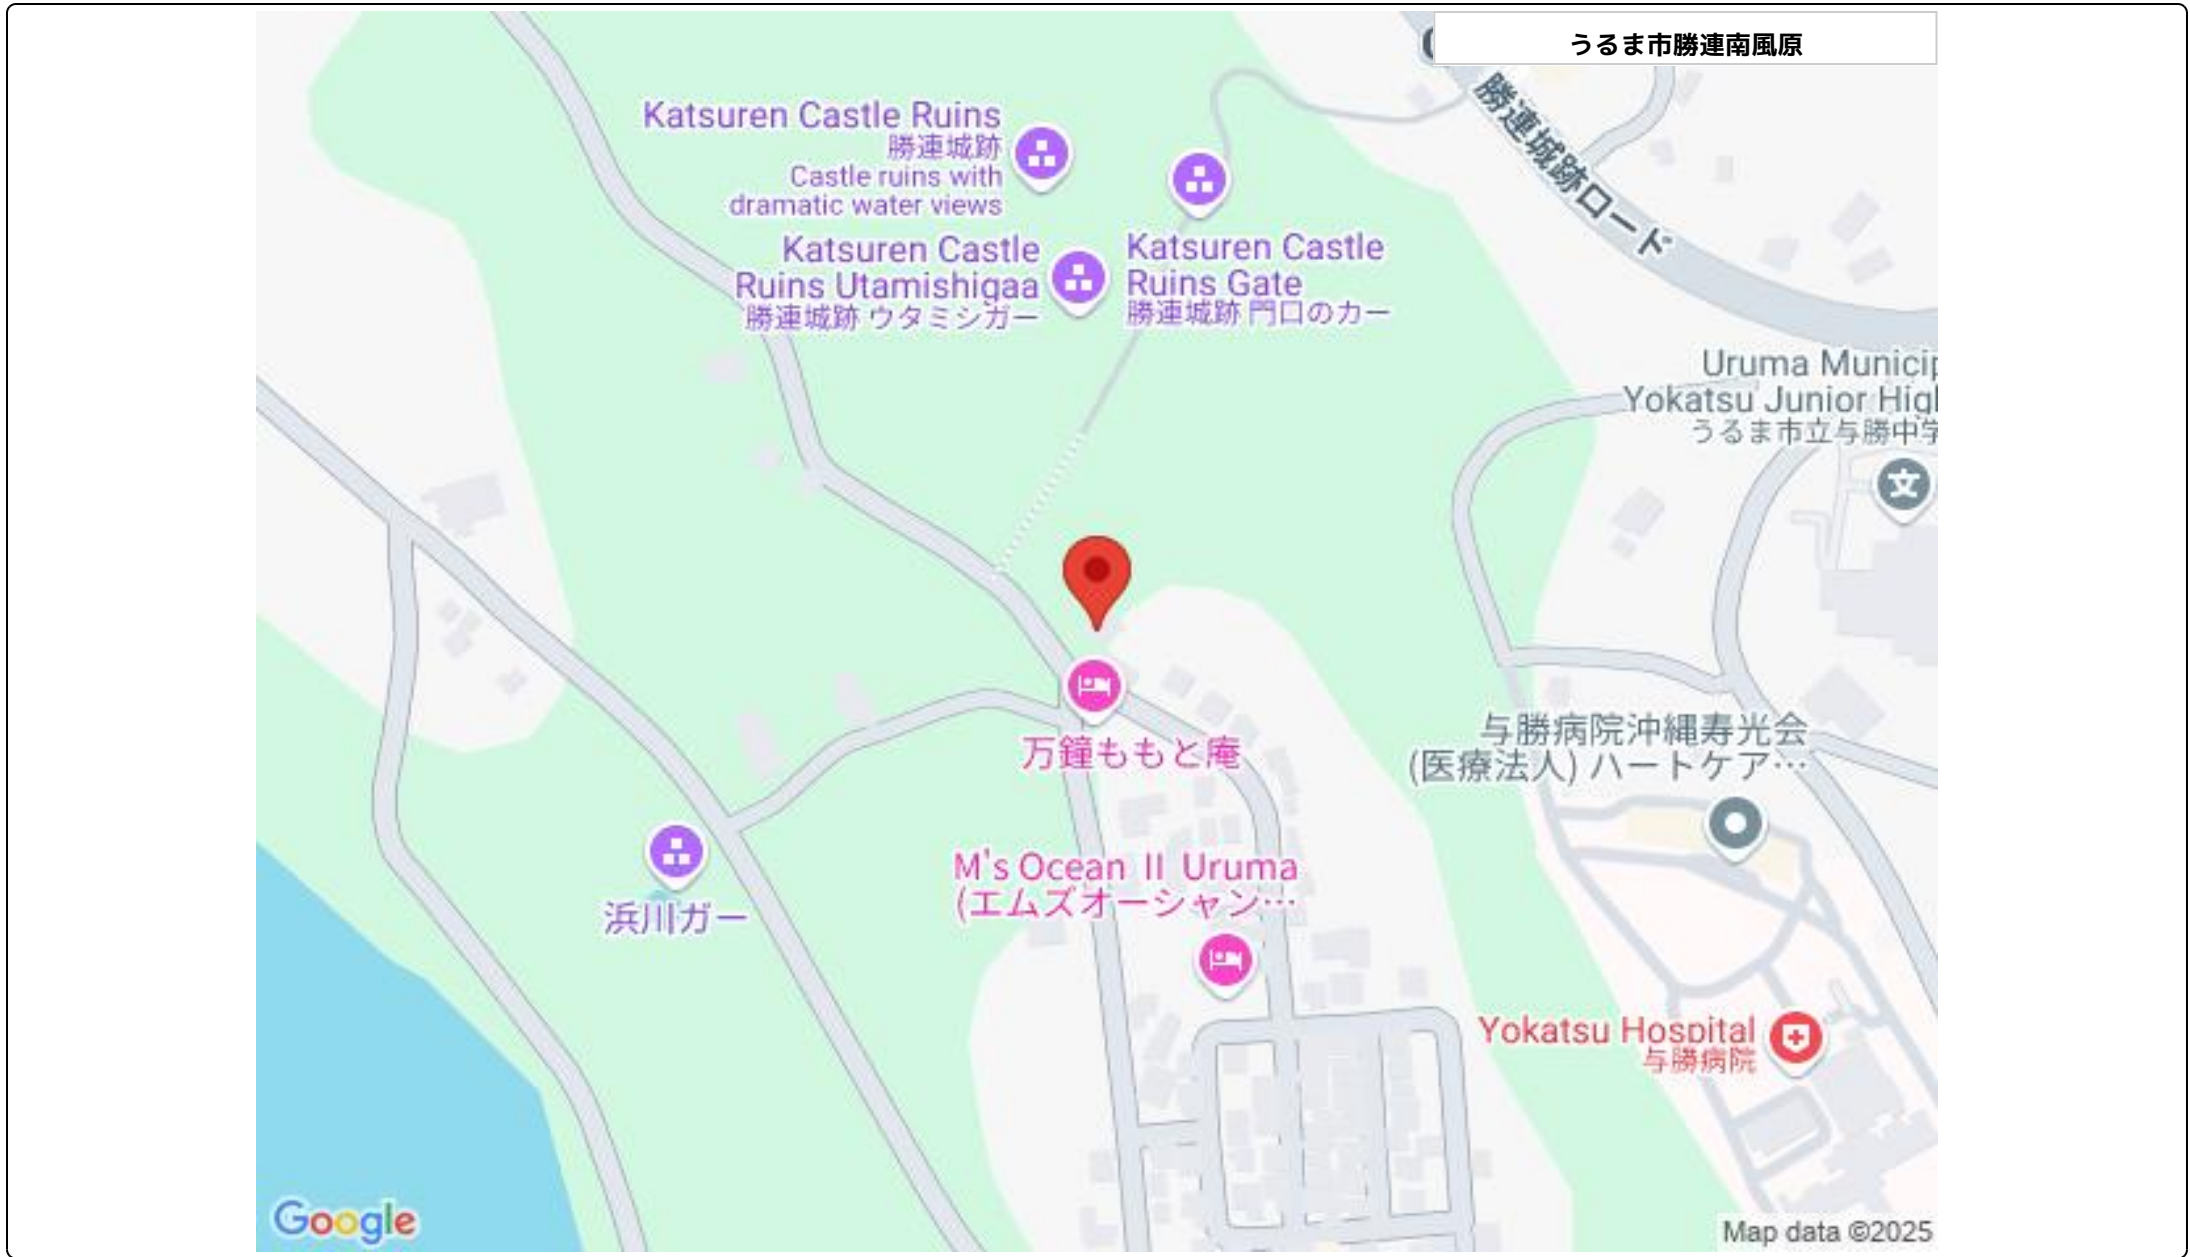 うるま市勝連南風原
勝連城跡ロード
Katsuren Castle Ruins
勝連城跡
Castle ruins with
dramatic water views
Katsuren Castle
Ruins Utamishigaa
勝連城跡 ウタミシガー
Katsuren Castle
Ruins Gate
勝連城跡 門口のカー
Uruma Municip
Yokatsu Junior Higl
うるま市立与勝中学
文
万鐘ももと庵
与勝病院沖縄寿光会
(医療法人) ハートケア…
M's Ocean Ⅱ Uruma
(エムズオーシャン…
浜川ガー
Yokatsu Hospital
与勝病院
Google
Map data ©2025